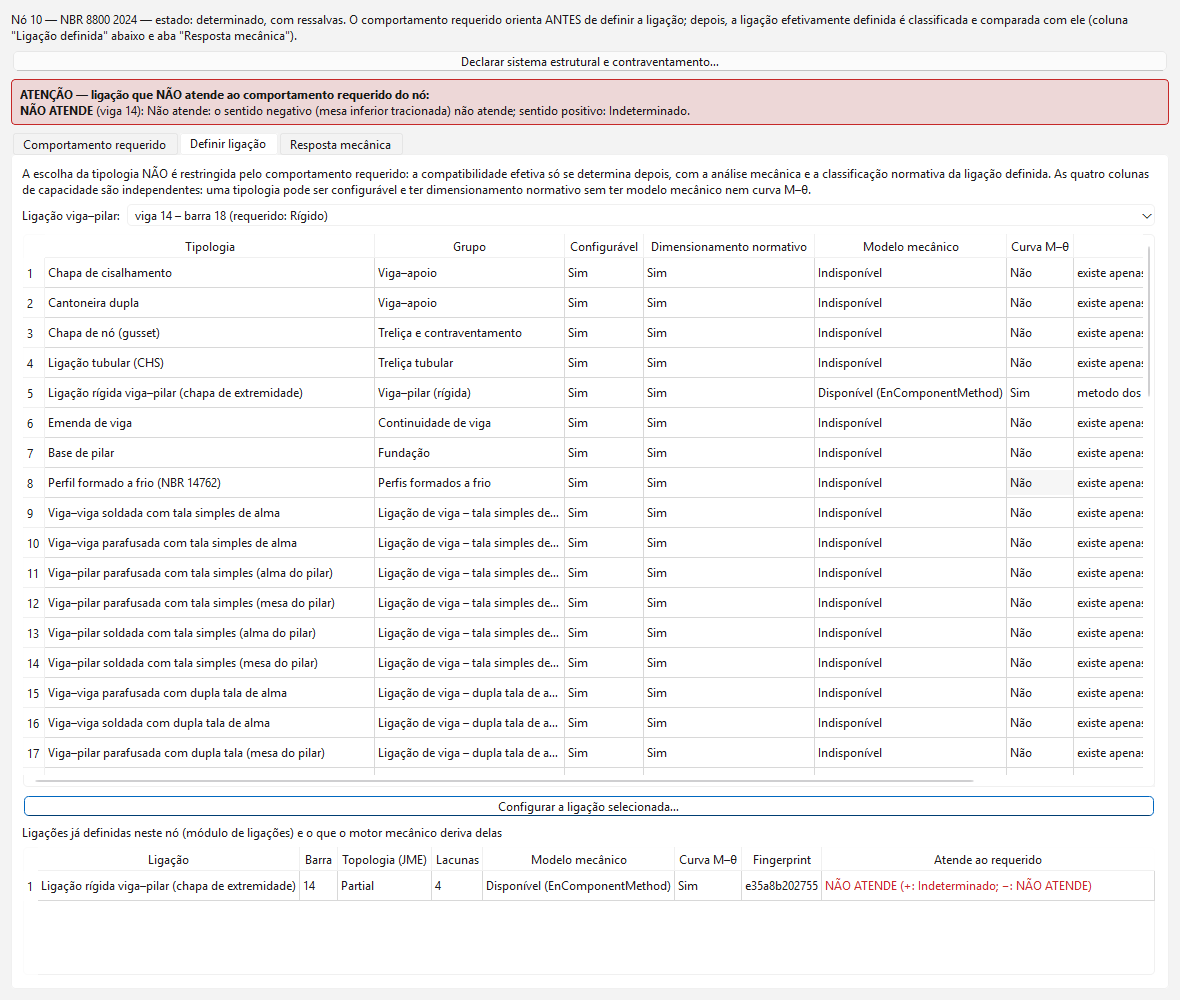 Nó 10 — NBR 8800 2024 — estado: determinado, com ressalvas. O comportamento requerido orienta ANTES de definir a ligação; depois, a ligação efetivamente definida é classificada e comparada com ele (coluna
"Ligação definida" abaixo e aba "Resposta mecânica").
Declarar sistema estrutural e contraventamento...
ATENÇÃO — ligação que NÃO atende ao comportamento requerido do nó:
NÃO ATENDE (viga 14): Não atende: o sentido negativo (mesa inferior tracionada) não atende; sentido positivo: Indeterminado.
Comportamento requerido Definir ligação Resposta mecânica
A escolha da tipologia NÃO é restringida pelo comportamento requerido: a compatibilidade efetiva só se determina depois, com a análise mecânica e a classificação normativa da ligação definida. As quatro colunas
de capacidade são independentes: uma tipologia pode ser configurável e ter dimensionamento normativo sem ter modelo mecânico nem curva M–θ.
Ligação viga–pilar: viga 14 – barra 18 (requerido: Rígido)
Tipologia Grupo Configurável Dimensionamento normativo Modelo mecânico Curva M–θ
1 Chapa de cisalhamento Viga–apoio Sim Sim Indisponível Não existe apenas
2 Cantoneira dupla Viga–apoio Sim Sim Indisponível Não existe apenas
3 Chapa de nó (gusset) Treliça e contraventamento Sim Sim Indisponível Não existe apenas
4 Ligação tubular (CHS) Treliça tubular Sim Sim Indisponível Não existe apenas
5 Ligação rígida viga–pilar (chapa de extremidade) Viga–pilar (rígida) Sim Sim Disponível (EnComponentMethod) Sim metodo dos
6 Emenda de viga Continuidade de viga Sim Sim Indisponível Não existe apenas
7 Base de pilar Fundação Sim Sim Indisponível Não existe apenas
8 Perfil formado a frio (NBR 14762) Perfis formados a frio Sim Sim Indisponível Não existe apenas
9 Viga–viga soldada com tala simples de alma Ligação de viga – tala simples de... Sim Sim Indisponível Não existe apenas
10 Viga–viga parafusada com tala simples de alma Ligação de viga – tala simples de... Sim Sim Indisponível Não existe apenas
11 Viga–pilar parafusada com tala simples (alma do pilar) Ligação de viga – tala simples de... Sim Sim Indisponível Não existe apenas
12 Viga–pilar parafusada com tala simples (mesa do pilar) Ligação de viga – tala simples de... Sim Sim Indisponível Não existe apenas
13 Viga–pilar soldada com tala simples (alma do pilar) Ligação de viga – tala simples de... Sim Sim Indisponível Não existe apenas
14 Viga–pilar soldada com tala simples (mesa do pilar) Ligação de viga – tala simples de... Sim Sim Indisponível Não existe apenas
15 Viga–viga parafusada com dupla tala de alma Ligação de viga – dupla tala de a... Sim Sim Indisponível Não existe apenas
16 Viga–viga soldada com dupla tala de alma Ligação de viga – dupla tala de a... Sim Sim Indisponível Não existe apenas
17 Viga–pilar parafusada com dupla tala (mesa do pilar) Ligação de viga – dupla tala de a... Sim Sim Indisponível Não existe apenas
Configurar a ligação selecionada...
Ligações já definidas neste nó (módulo de ligações) e o que o motor mecânico deriva delas
Ligação Barra Topologia (JME) Lacunas Modelo mecânico Curva M–θ Fingerprint Atende ao requerido
1 Ligação rígida viga–pilar (chapa de extremidade) 14 Partial 4 Disponível (EnComponentMethod) Sim e35a8b202755 NÃO ATENDE (+: Indeterminado; −: NÃO ATENDE)